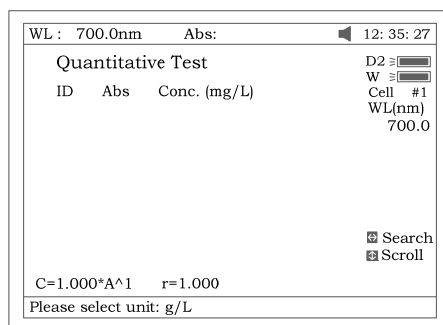 WL : 700.0nm Abs: 12: 35: 27
Quantitative Test
ID Abs Conc. (mg/L)
D2
W
Cell #1
WL(nm)
700.0
Search
Scroll
C=1.000*A^1 r=1.000
Please select unit: g/L